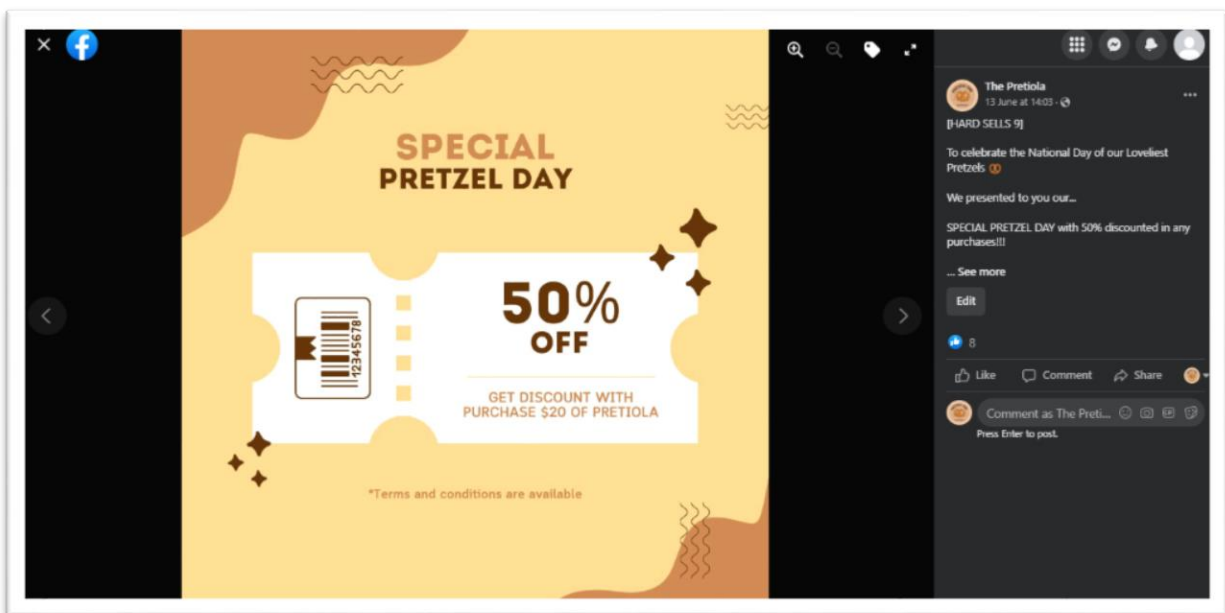 SPECIAL
PRETZEL DAY
12345678
50%
OFF
GET DISCOUNT WITH
PURCHASE $20 OF PRETIOLA
*Terms and conditions are available
The Pretiola
13 June at 14:03 ·
[HARD SELLS 9]
To celebrate the National Day of our Loveliest
Pretzels 🥨
We presented to you our...
SPECIAL PRETZEL DAY with 50% discounted in any
purchases!!!
... See more
Edit
8
Like Comment Share
Comment as The Preti...
Press Enter to post.